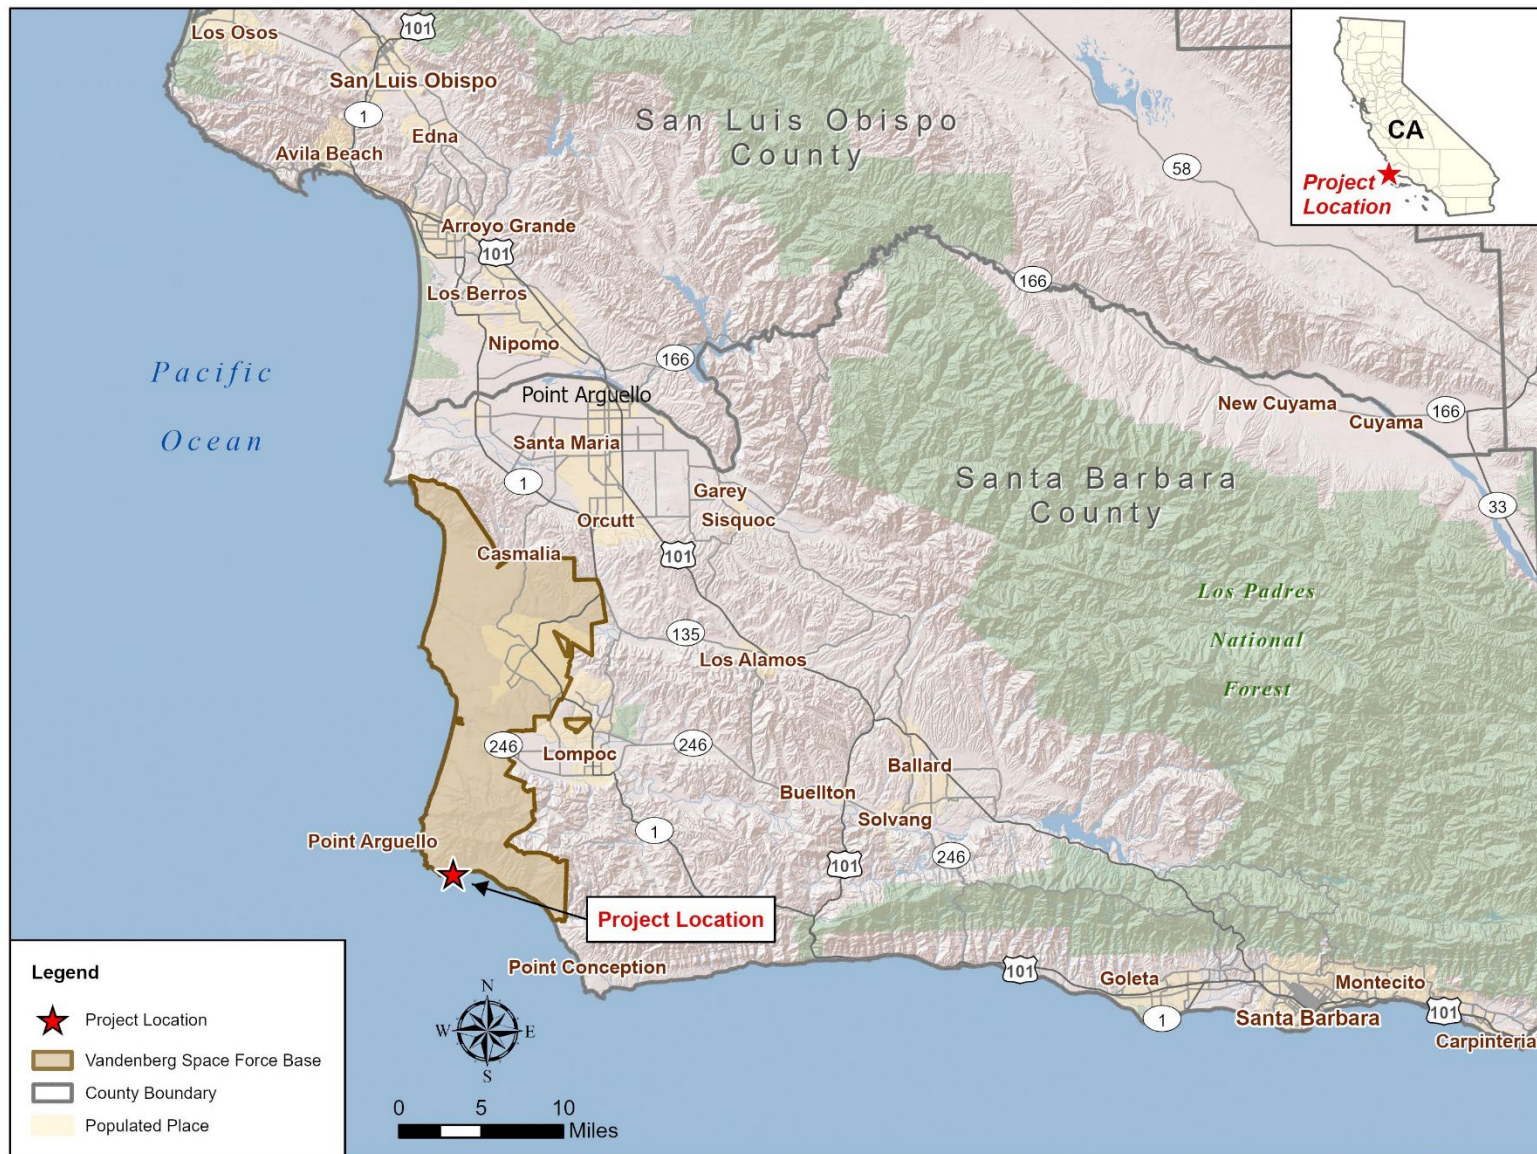 101
Los Osos
San Luis Obispo
1
Edna
Avila Beach
San Luis Obispo
County
58
CA
Project
Location
Arroyo Grande
101
Los Berros
166
Nipomo
166
Pacific
Ocean
Point Arguello
New Cuyama
166
Cuyama
Santa Maria
Santa Barbara
County
1
Garey
Sisquoc
33
Orcutt
101
Casmalia
Los Padres
National
Forest
135
Los Alamos
246
Lompoc
246
Ballard
Buellton
Solvang
Point Arguello
1
101
246
Project Location
Point Conception
101
Goleta
Montecito
1
Santa Barbara
101
Carpinteria
Legend
Project Location
Vandenberg Space Force Base
County Boundary
Populated Place
N
W
E
S
0 5 10
Miles